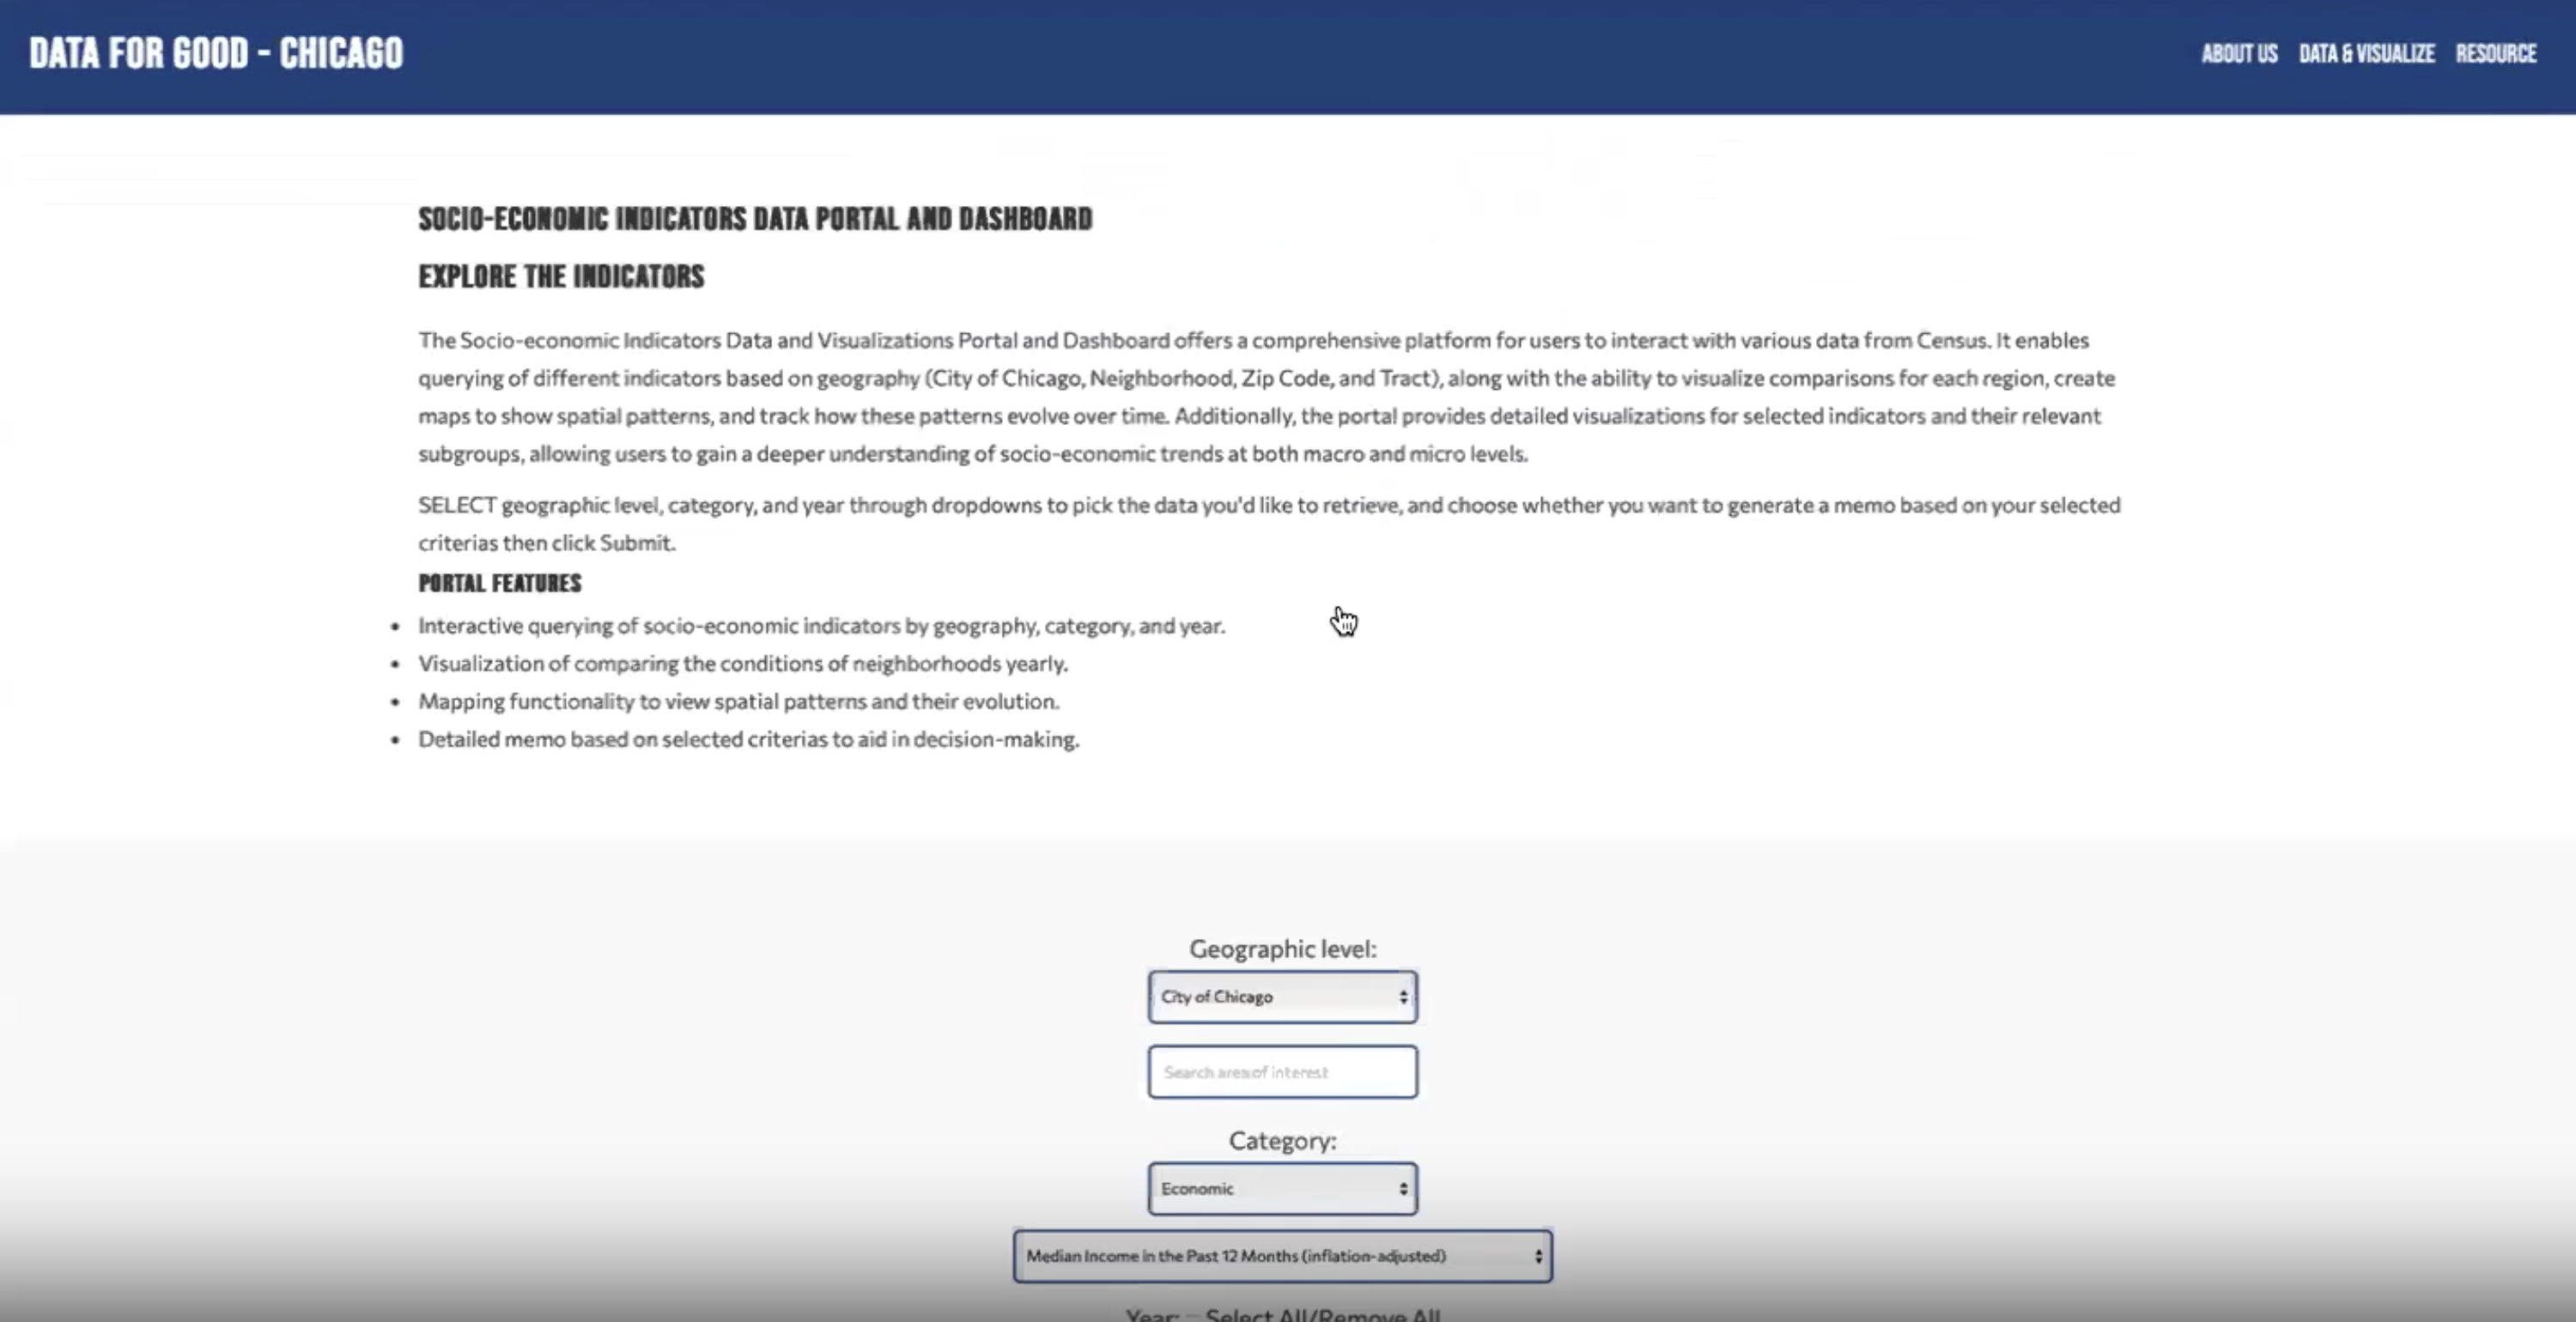 DATA FOR GOOD - CHICAGO
ABOUT US DATA & VISUALIZE RESOURCE
SOCIO-ECONOMIC INDICATORS DATA PORTAL AND DASHBOARD
EXPLORE THE INDICATORS
The Socio-economic Indicators Data and Visualizations Portal and Dashboard offers a comprehensive platform for users to interact with various data from Census. It enables
querying of different indicators based on geography (City of Chicago, Neighborhood, Zip Code, and Tract), along with the ability to visualize comparisons for each region, create
maps to show spatial patterns, and track how these patterns evolve over time. Additionally, the portal provides detailed visualizations for selected indicators and their relevant
subgroups, allowing users to gain a deeper understanding of socio-economic trends at both macro and micro levels.
SELECT geographic level, category, and year through dropdowns to pick the data you'd like to retrieve, and choose whether you want to generate a memo based on your selected
criterias then click Submit.
PORTAL FEATURES
• Interactive querying of socio-economic indicators by geography, category, and year.
• Visualization of comparing the conditions of neighborhoods yearly.
• Mapping functionality to view spatial patterns and their evolution.
• Detailed memo based on selected criterias to aid in decision-making.
Geographic level:
City of Chicago
Search area of interest
Category:
Economic
Median Income in the Past 12 Months (inflation-adjusted)
Year: Select All/Remove All